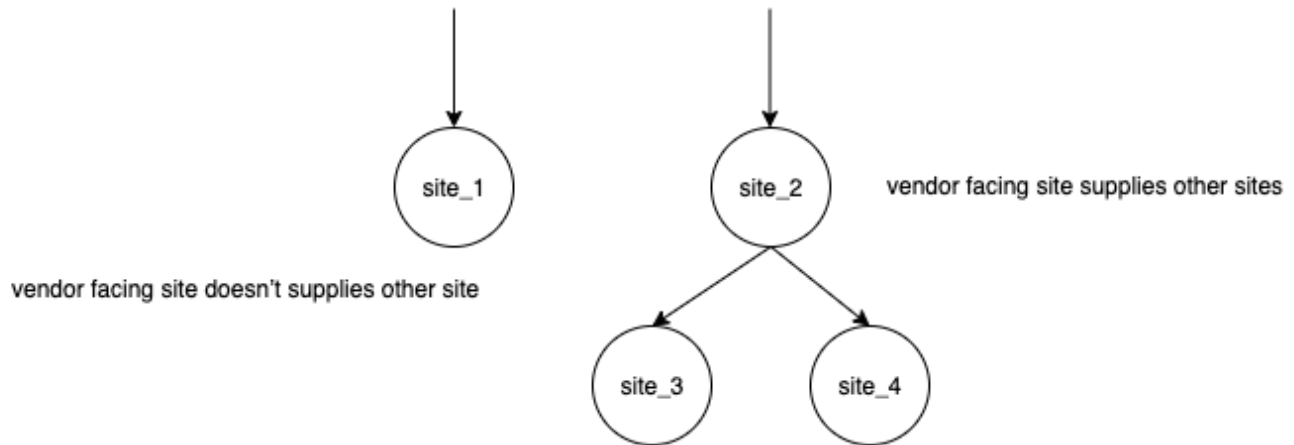 site_1
site_2
vendor facing site supplies other sites
vendor facing site doesn't supplies other site
site_3
site_4